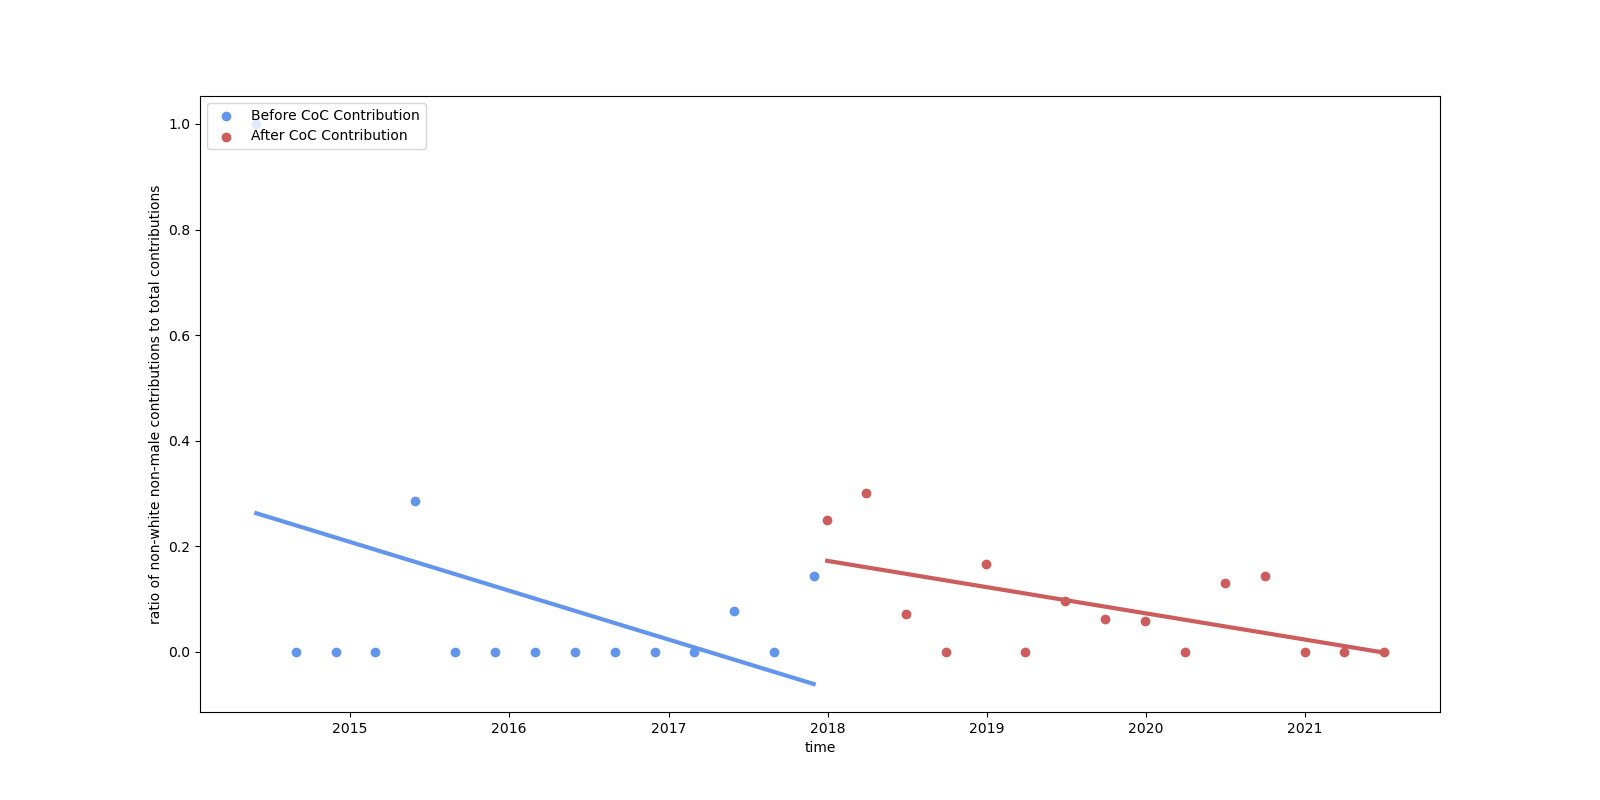 Before CoC Contribution
After CoC Contribution
1.0
0.8
0.6
0.4
0.2
0.0
ratio of non-white non-male contributions to total contributions
2015 2016 2017 2018 2019 2020 2021
time